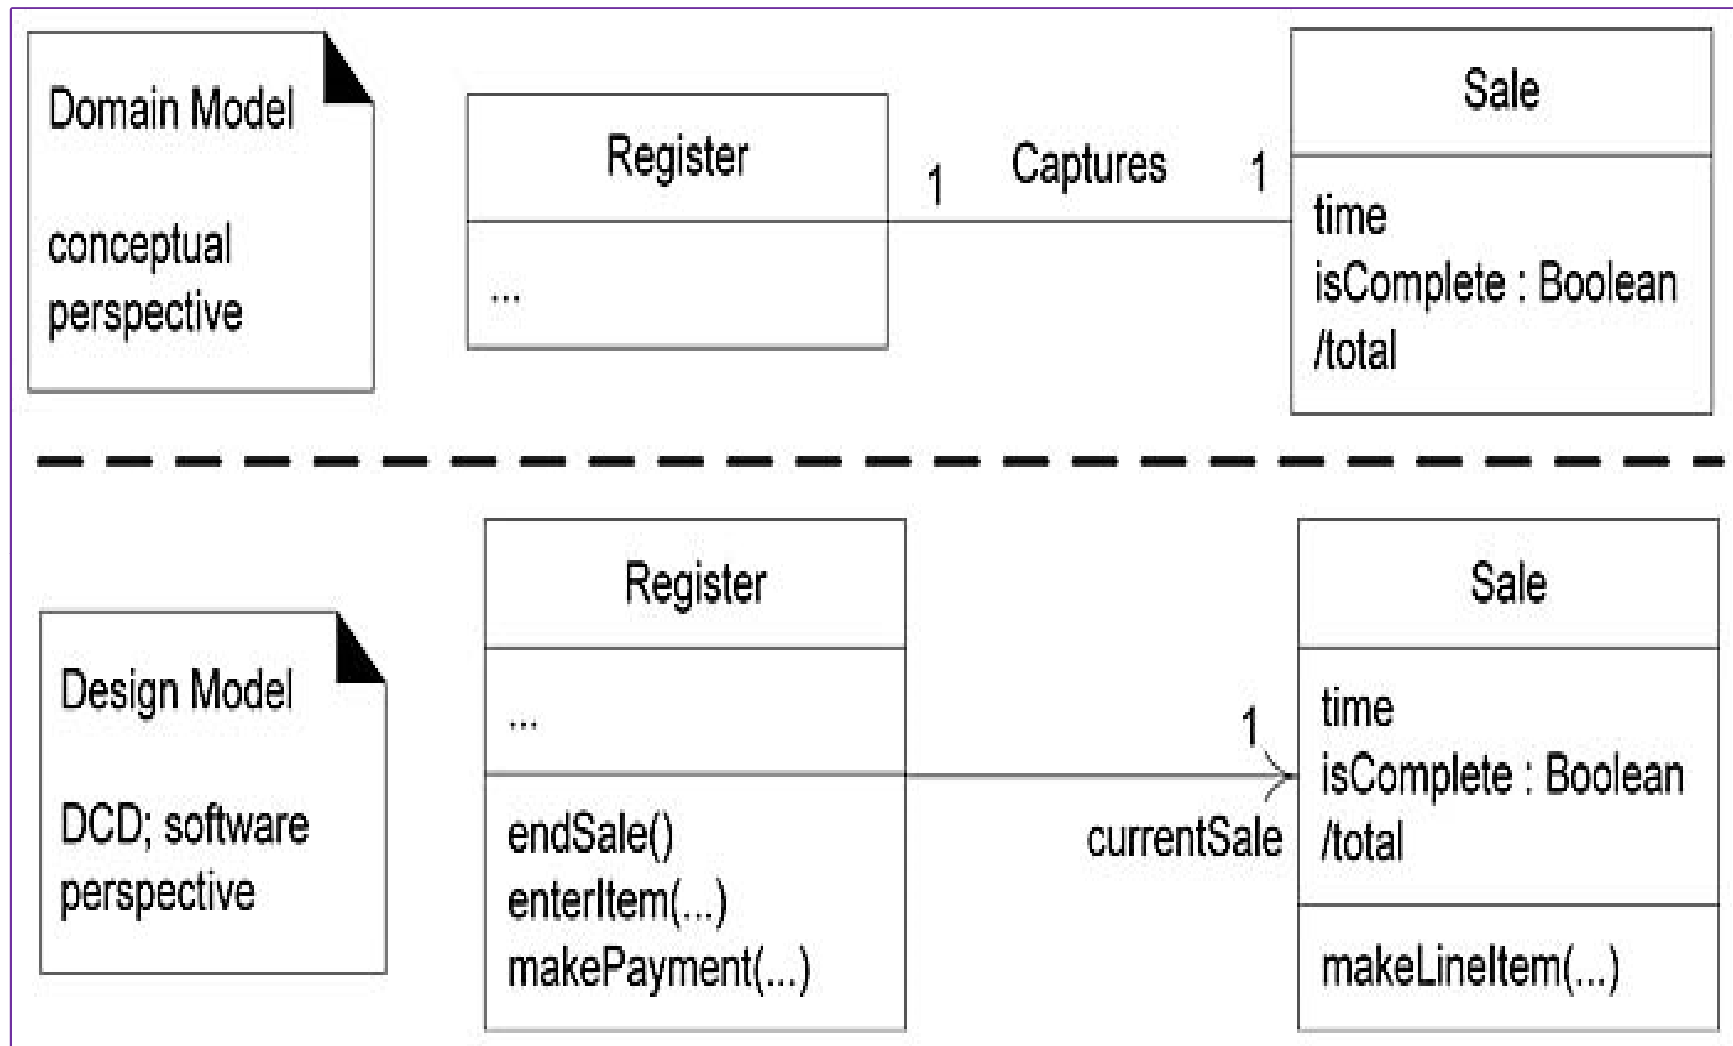 Domain Model
conceptual
perspective
Register
...
1
Captures
1
Sale
time
isComplete : Boolean
/total
Design Model
DCD; software
perspective
Register
...
endSale()
enterItem(...)
makePayment(...)
1
currentSale
Sale
time
isComplete : Boolean
/total
makeLineItem(...)